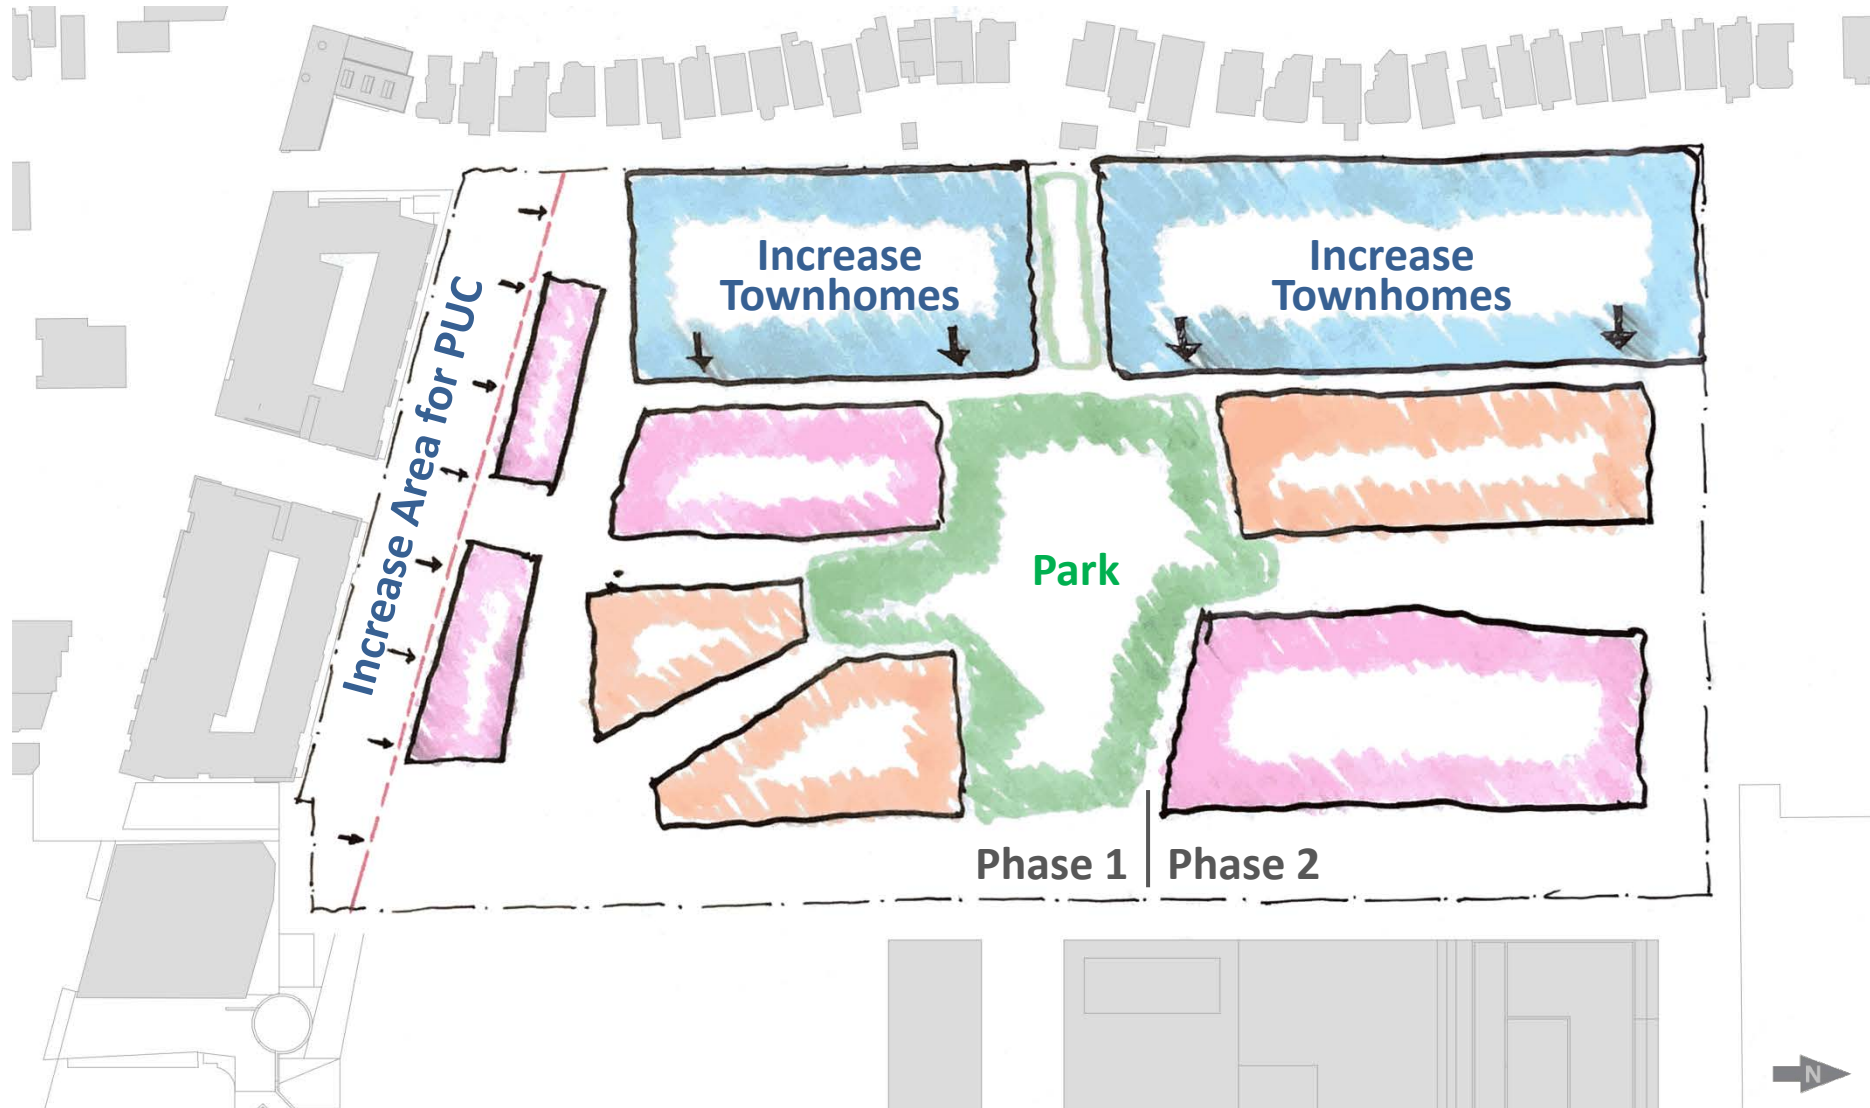 Increase
Townhomes
Increase
Townhomes
Increase Area for PUC
Park
Phase 1
Phase 2
N